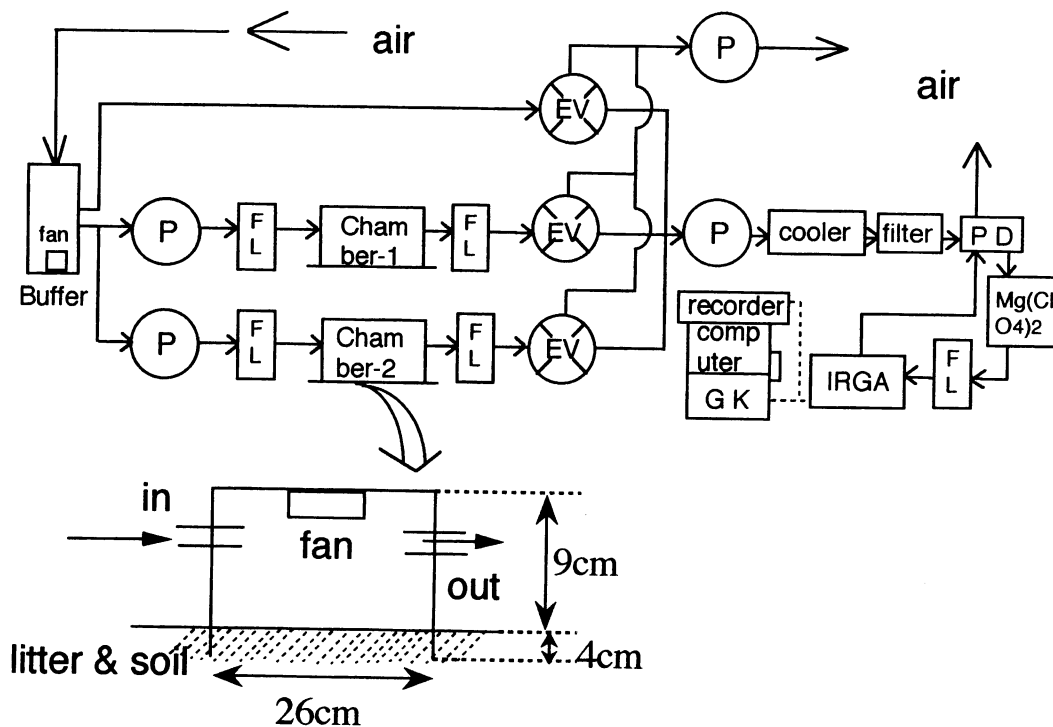 air
P
air
EV
fan
Buffer
P
F
L
Cham
ber-1
F
L
EV
P
cooler
filter
P D
P
F
L
Cham
ber-2
F
L
EV
recorder
comp
uter
G K
IRGA
F
L
Mg(Cl
O4)2
in
fan
out
9cm
litter & soil
4cm
26cm